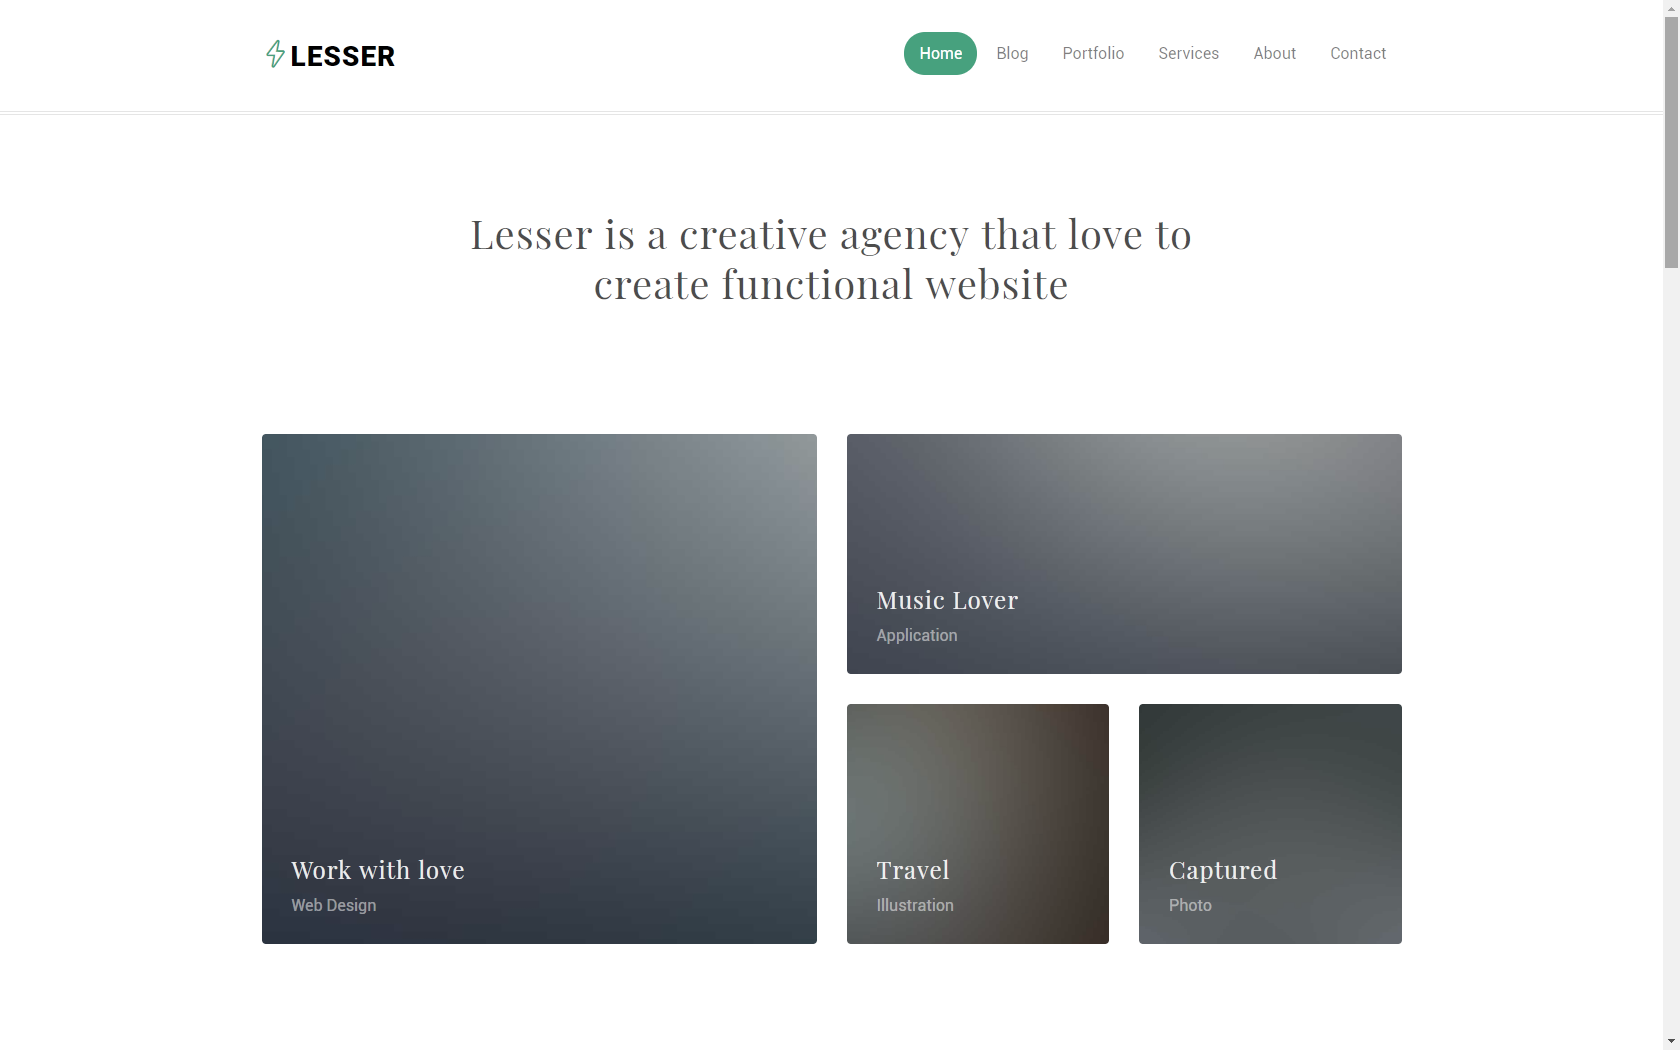 LESSER
Home
Blog
Portfolio
Services
About
Contact
Lesser is a creative agency that love to
create functional website
Work with love
Web Design
Music Lover
Application
Travel
Illustration
Captured
Photo